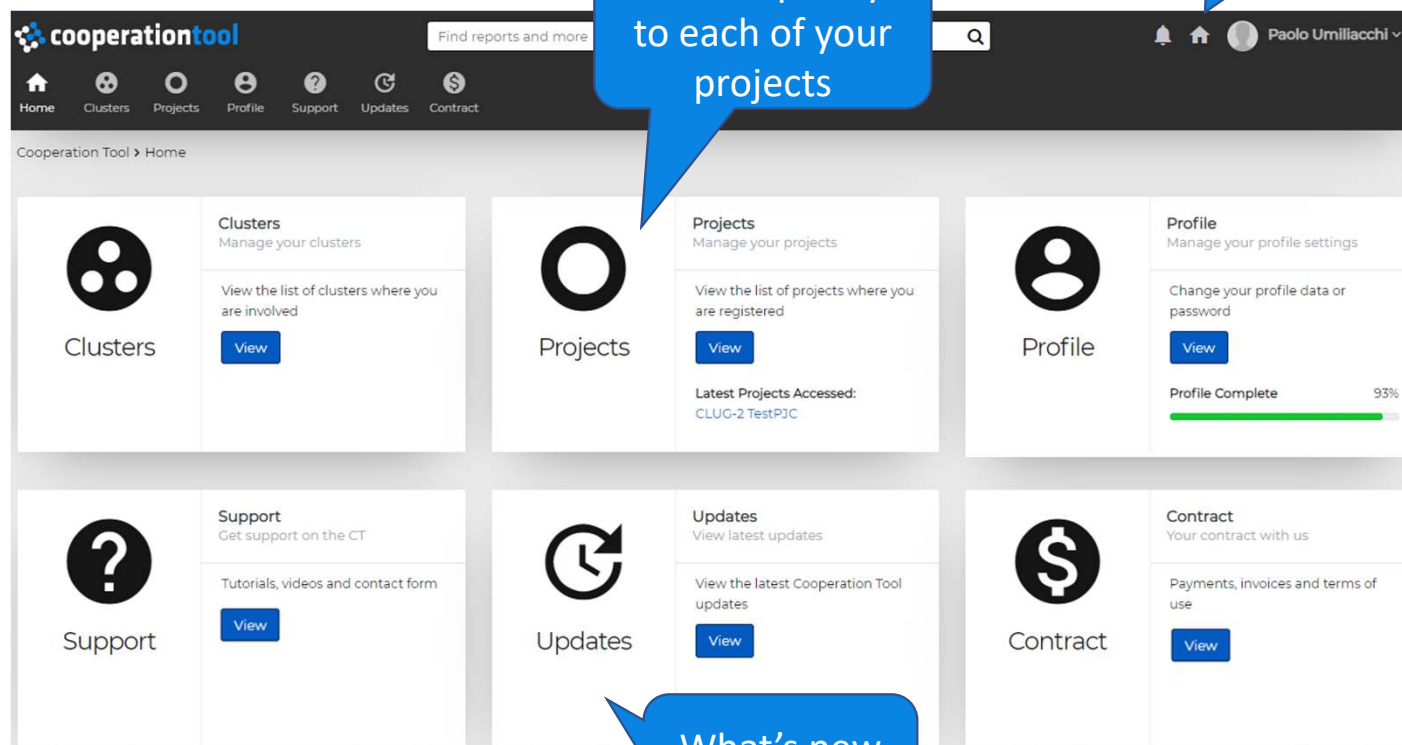 to each of your
projects
cooperationtool
Find reports and more
Paolo Umiliacchi
Home
Clusters
Projects
Profile
Support
Updates
Contract
Cooperation Tool > Home
Clusters
Clusters
Manage your clusters
View the list of clusters where you
are involved
View
Projects
Projects
Manage your projects
View the list of projects where you
are registered
View
Latest Projects Accessed:
CLUG-2 TestPJC
Profile
Profile
Manage your profile settings
Change your profile data or
password
View
Profile Complete 93%
Support
Support
Get support on the CT
Tutorials, videos and contact form
View
Updates
Updates
View latest updates
View the latest Cooperation Tool
updates
View
Contract
Contract
Your contract with us
Payments, invoices and terms of
use
View
What's new